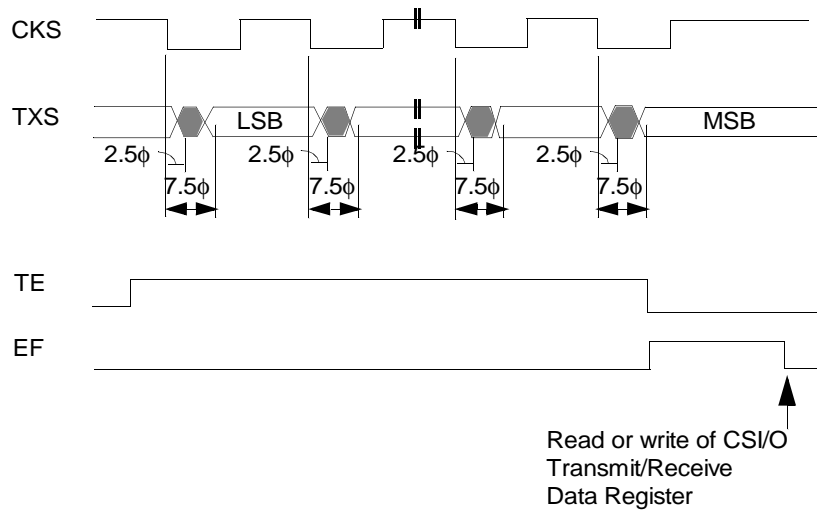 CKS
TXS
LSB
MSB
2.5ϕ
2.5ϕ
2.5ϕ
2.5ϕ
7.5ϕ
7.5ϕ
7.5ϕ
7.5ϕ
TE
EF
Read or write of CSI/O
Transmit/Receive
Data Register